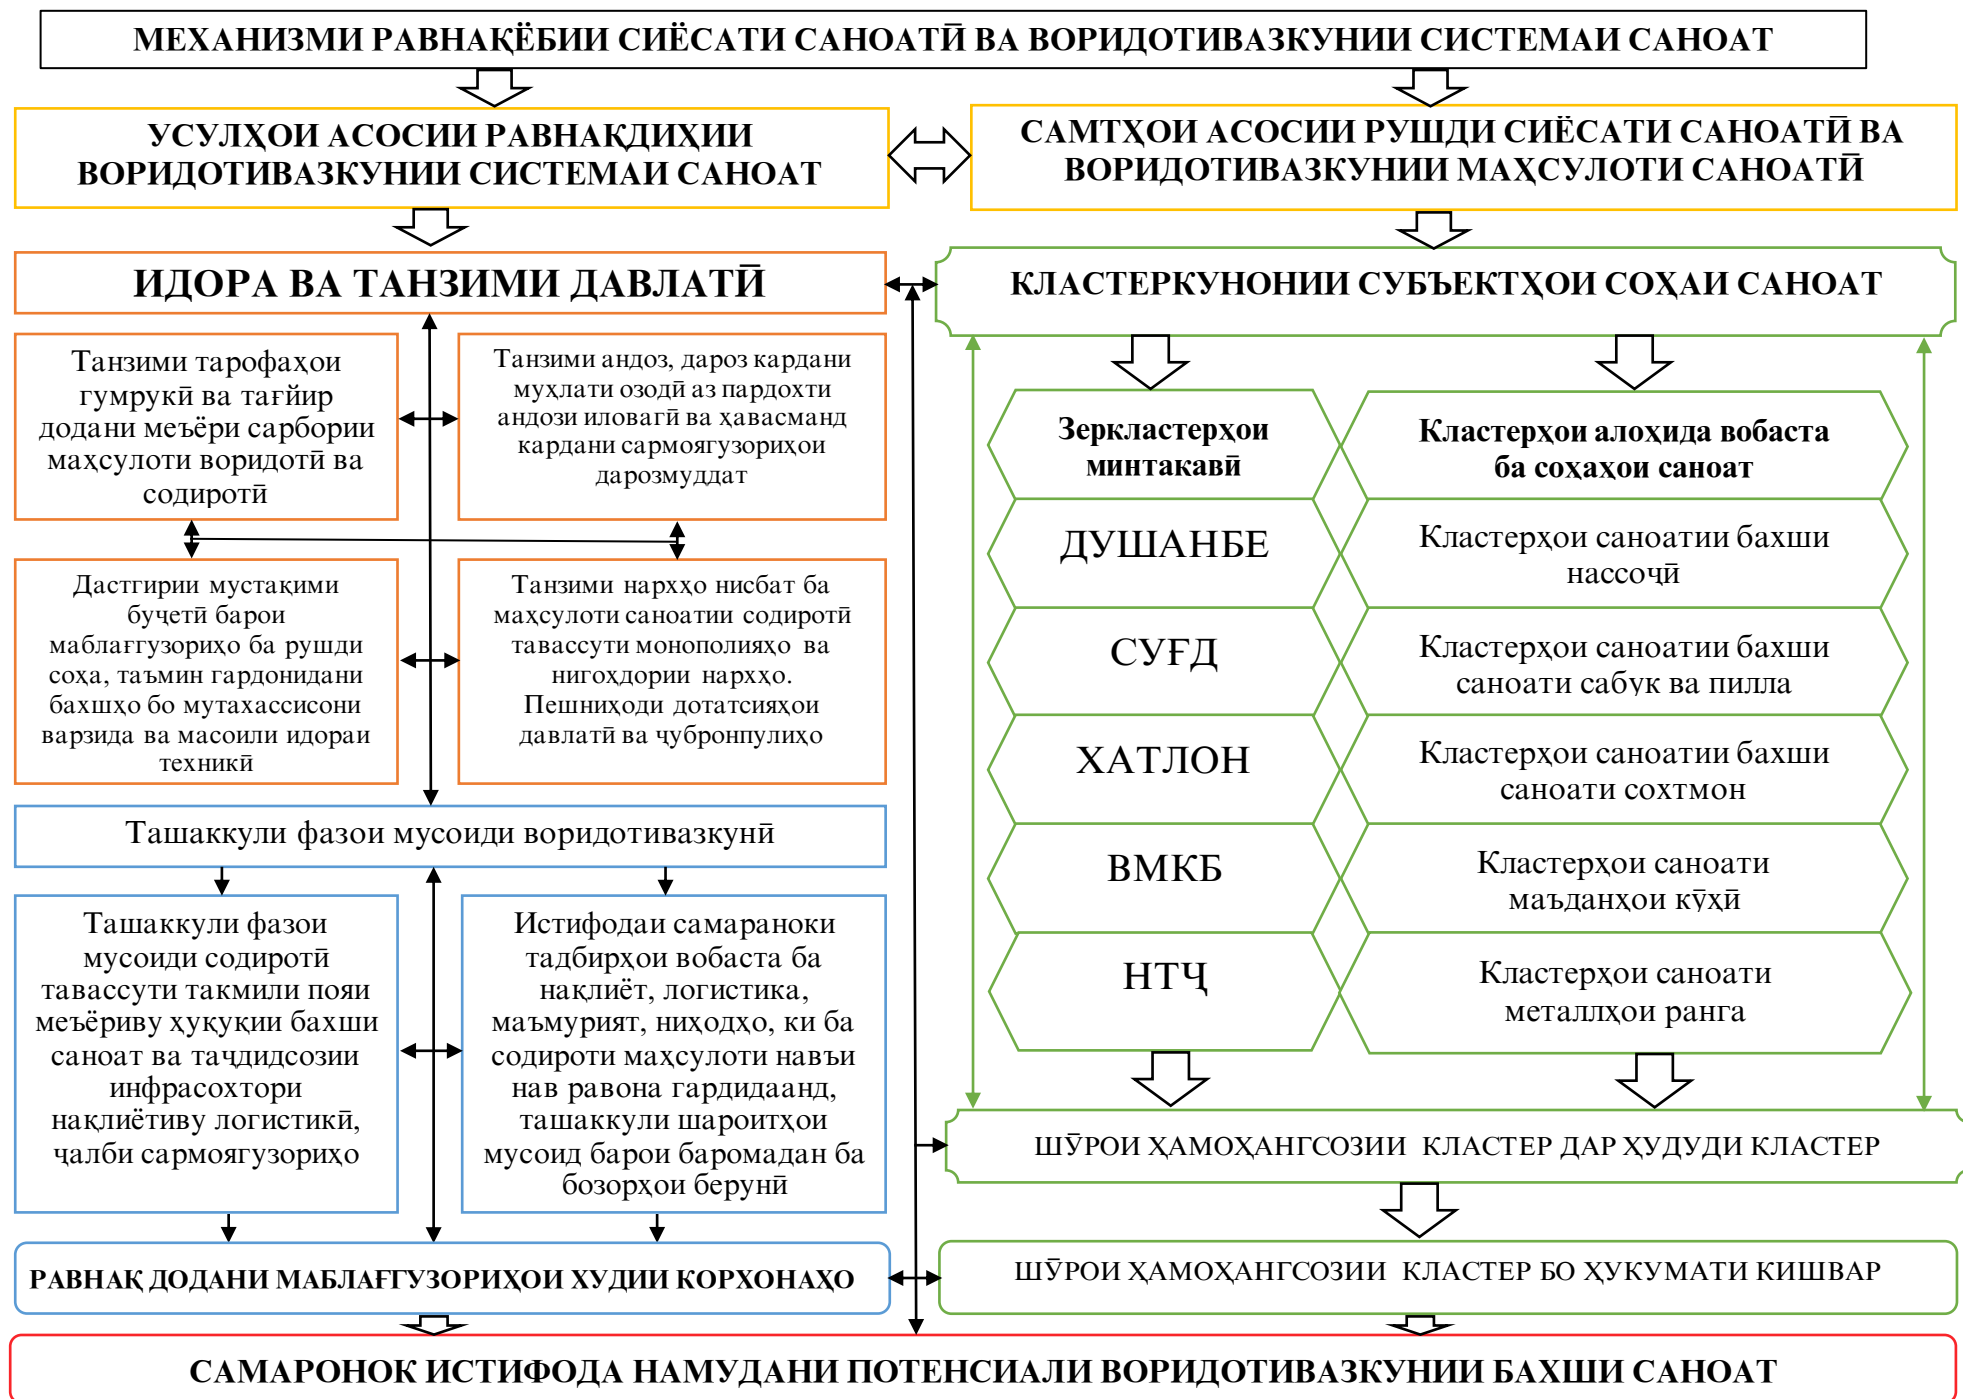 МЕХАНИЗМИ РАВНАҚЁБИИ СИЁСАТИ САНОАТӢ ВА ВОРИДОТИВАЗКУНИИ СИСТЕМАИ САНОАТ
УСУЛҲОИ АСОСИИ РАВНАҚДИҲИИ
ВОРИДОТИВАЗКУНИИ СИСТЕМАИ САНОАТ
САМТҲОИ АСОСИИ РУШДИ СИЁСАТИ САНОАТӢ ВА
ВОРИДОТИВАЗКУНИИ МАҲСУЛОТИ САНОАТӢ
ИДОРА ВА ТАНЗИМИ ДАВЛАТӢ
Танзими тарофаҳои
гумрукӣ ва тағйир
додани меъёри сарбории
маҳсулоти воридотӣ ва
содиротӣ
Танзими андоз, дароз кардани
муҳлати озодӣ аз пардохти
андози иловагӣ ва ҳавасманд
кардани сармоягузориҳои
дарозмуддат
Дастгирии мустақими
буҷетӣ барои
маблағгузориҳо ба рушди
соҳа, таъмин гардонидани
бахшҳо бо мутахассисони
варзида ва масоили идораи
техникӣ
Танзими нархҳо нисбат ба
маҳсулоти саноатии содиротӣ
тавассути монополияҳо ва
нигоҳдории нархҳо.
Пешниҳоди дотатсияҳои
давлатӣ ва ҷубронпулиҳо
Ташаккули фазои мусоиди воридотивазкунӣ
Ташаккули фазои
мусоиди содиротӣ
тавассути такмили пояи
меъёриву ҳуқуқии бахши
саноат ва таҷдидсозии
инфрасохтори
нақлиётиву логистикӣ,
ҷалби сармоягузориҳо
Истифодаи самараноки
тадбирҳои вобаста ба
нақлиёт, логистика,
маъмурият, ниҳодҳо, ки ба
содироти маҳсулоти навъи
нав равона гардидаанд,
ташаккули шароитҳои
мусоид барои баромадан ба
бозорҳои берунӣ
РАВНАҚ ДОДАНИ МАБЛАҒГУЗОРИҲОИ ХУДИИ КОРХОНАҲО
КЛАСТЕРКУНОНИИ СУБЪЕКТҲОИ СОҲАИ САНОАТ
Зеркластерҳои
минтакавӣ
ДУШАНБЕ
СУҒД
ХАТЛОН
ВМКБ
НТҶ
Кластерҳои алоҳида вобаста
ба соҳаҳои саноат
Кластерҳои саноатии бахши
нассоҷӣ
Кластерҳои саноатии бахши
саноати сабук ва пилла
Кластерҳои саноатии бахши
саноати сохтмон
Кластерҳои саноати
маъданҳои кӯҳӣ
Кластерҳои саноати
металлҳои ранга
ШӮРОИ ҲАМОҲАНГСОЗИИ КЛАСТЕР ДАР ҲУДУДИ КЛАСТЕР
ШӮРОИ ҲАМОҲАНГСОЗИИ КЛАСТЕР БО ҲУКУМАТИ КИШВАР
САМАРОНОК ИСТИФОДА НАМУДАНИ ПОТЕНСИАЛИ ВОРИДОТИВАЗКУНИИ БАХШИ САНОАТ